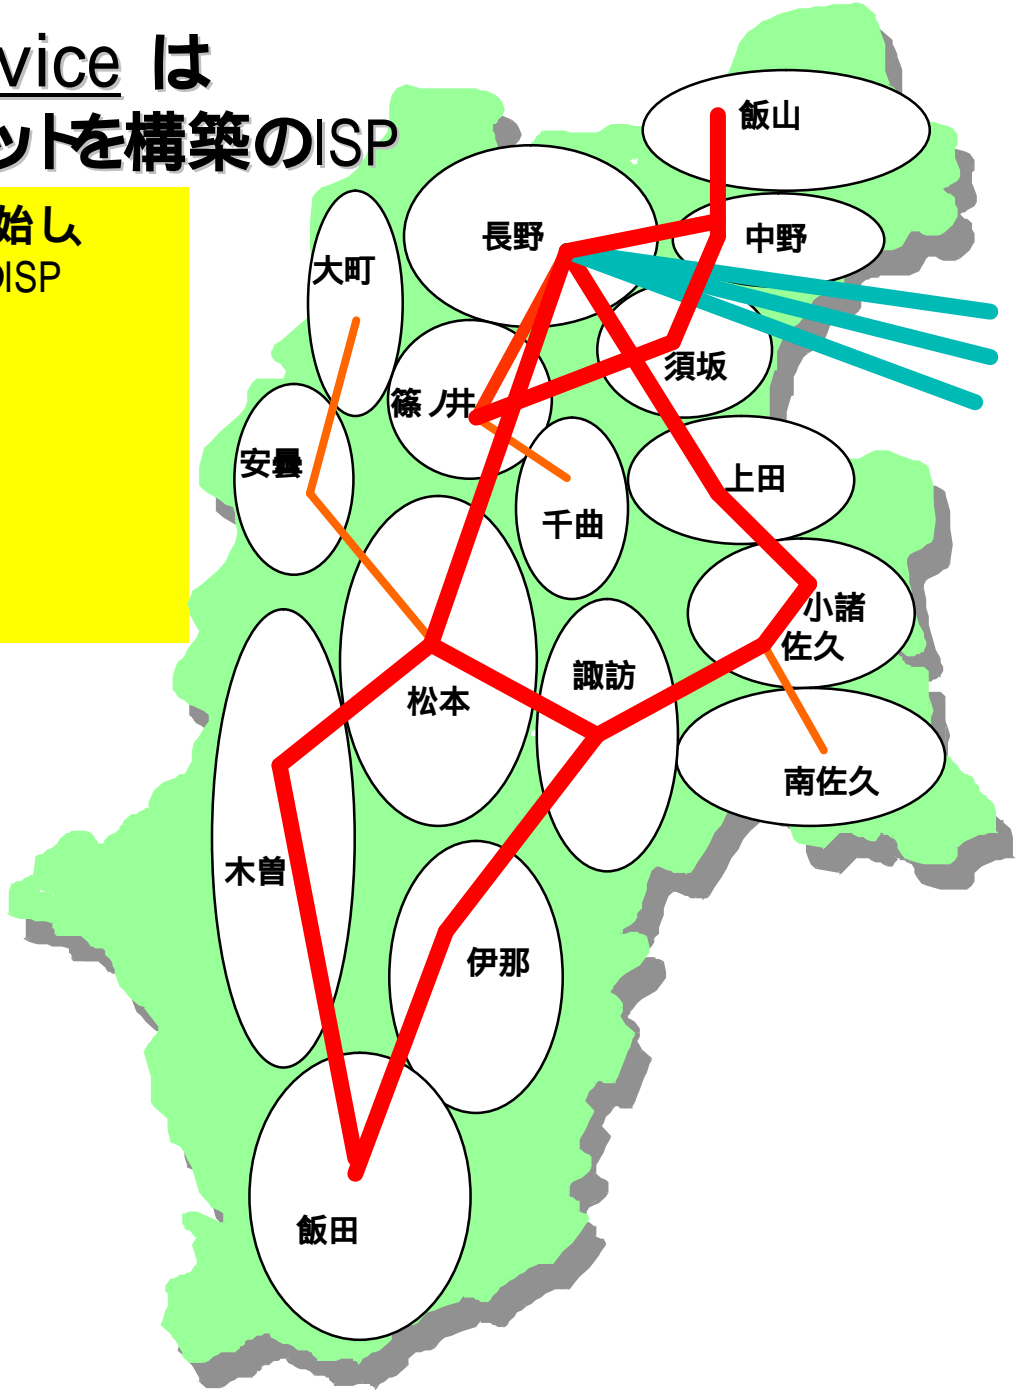 vice は
ットを構築のISP
始し、
ISP
飯山
長野
中野
大町
須坂
篠ノ井
安曇
上田
千曲
小諸
佐久
諏訪
松本
南佐久
木曽
伊那
飯田